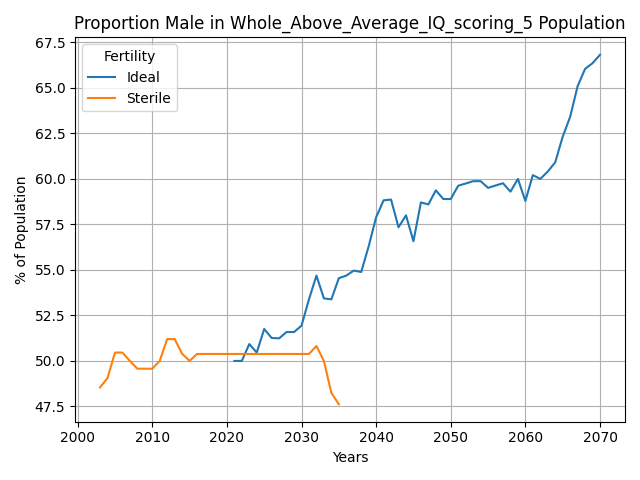 Proportion Male in Whole_Above_Average_IQ_scoring_5 Population
Fertility
Ideal
Sterile
% of Population
67.5
65.0
62.5
60.0
57.5
55.0
52.5
50.0
47.5
2000 2010 2020 2030 2040 2050 2060 2070
Years